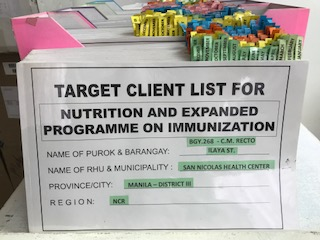 TARGET CLIENT LIST FOR
NUTRITION AND EXPANDED
PROGRAMME ON IMMUNIZATION
BGY.268 - C.M. RECTO
NAME OF PUROK & BARANGAY: ILAYA ST.
NAME OF RHU & MUNICIPALITY : SAN NICOLAS HEALTH CENTER
PROVINCE/CITY: MANILA – DISTRICT III
REGION: NCR